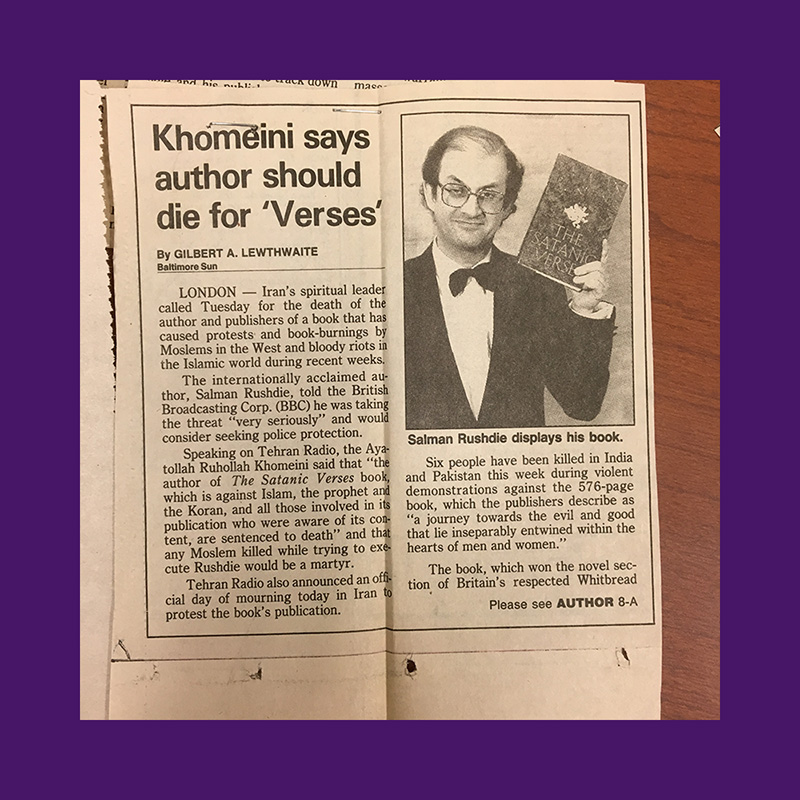 and his publi to track down mass
Khomeini says
author should
die for ‘Verses’
By GILBERT A. LEWTHWAITE
Baltimore Sun
LONDON — Iran's spiritual leader
called Tuesday for the death of the
author and publishers of a book that has
caused protests and book-burnings by
Moslems in the West and bloody riots in
the Islamic world during recent weeks.
The internationally acclaimed au-
thor, Salman Rushdie, told the British
Broadcasting Corp. (BBC) he was taking
the threat “very seriously” and would
consider seeking police protection.
Speaking on Tehran Radio, the Aya-
tollah Ruhollah Khomeini said that “the
author of The Satanic Verses book,
which is against Islam, the prophet and
the Koran, and all those involved in its
publication who were aware of its con-
tent, are sentenced to death” and that
any Moslem killed while trying to exe-
cute Rushdie would be a martyr.
Tehran Radio also announced an offi-
cial day of mourning today in Iran to
protest the book's publication.
THE
SATANIC
VERSES
Salman Rushdie displays his book.
Six people have been killed in India
and Pakistan this week during violent
demonstrations against the 576-page
book, which the publishers describe as
“a journey towards the evil and good
that lie inseparably entwined within the
hearts of men and women.”
The book, which won the novel sec-
tion of Britain's respected Whitbread
Please see AUTHOR 8-A